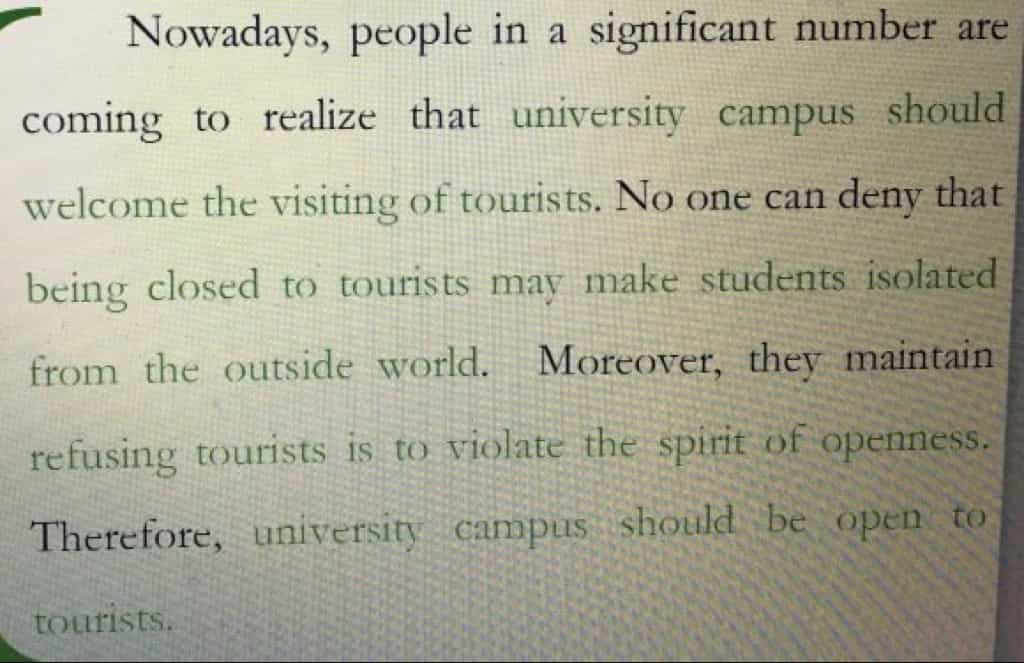 Nowadays, people in a significant number are
coming to realize that university campus should
welcome the visiting of tourists. No one can deny that
being closed to tourists may make students isolated
from the outside world. Moreover, they maintain
refusing tourists is to violate the spirit of openness.
Therefore, university campus should be open to
tourists.